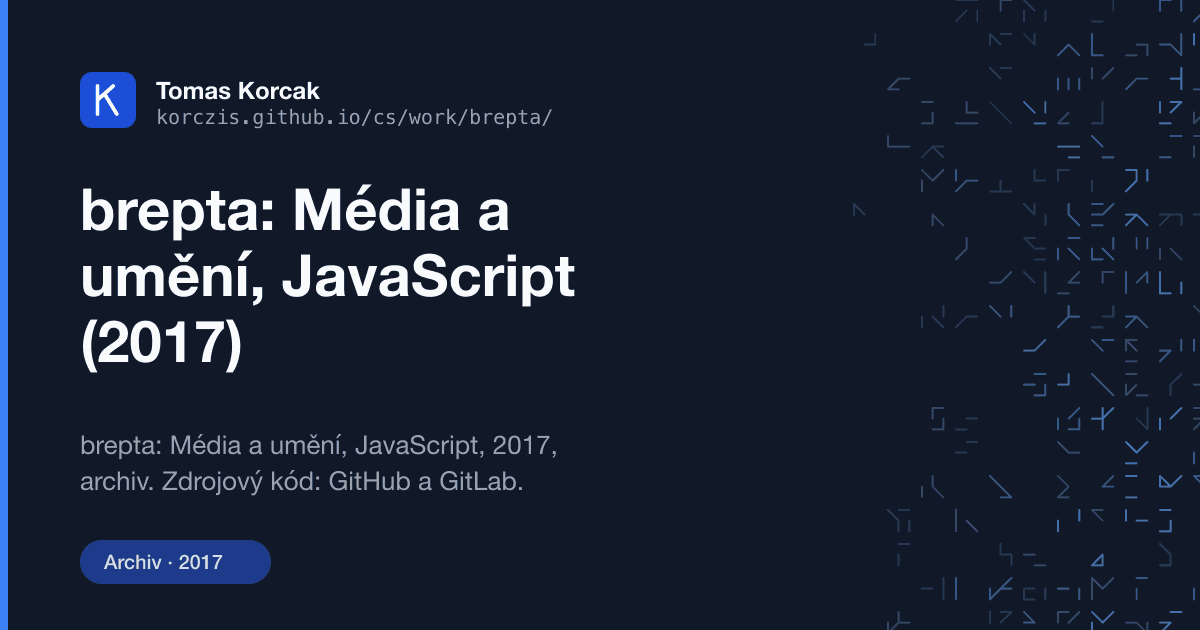 K
Tomas Korcak
korczis.github.io/cs/work/brepta/
brepta: Média a
umění, JavaScript
(2017)
brepta: Média a umění, JavaScript, 2017,
archiv. Zdrojový kód: GitHub a GitLab.
Archiv · 2017